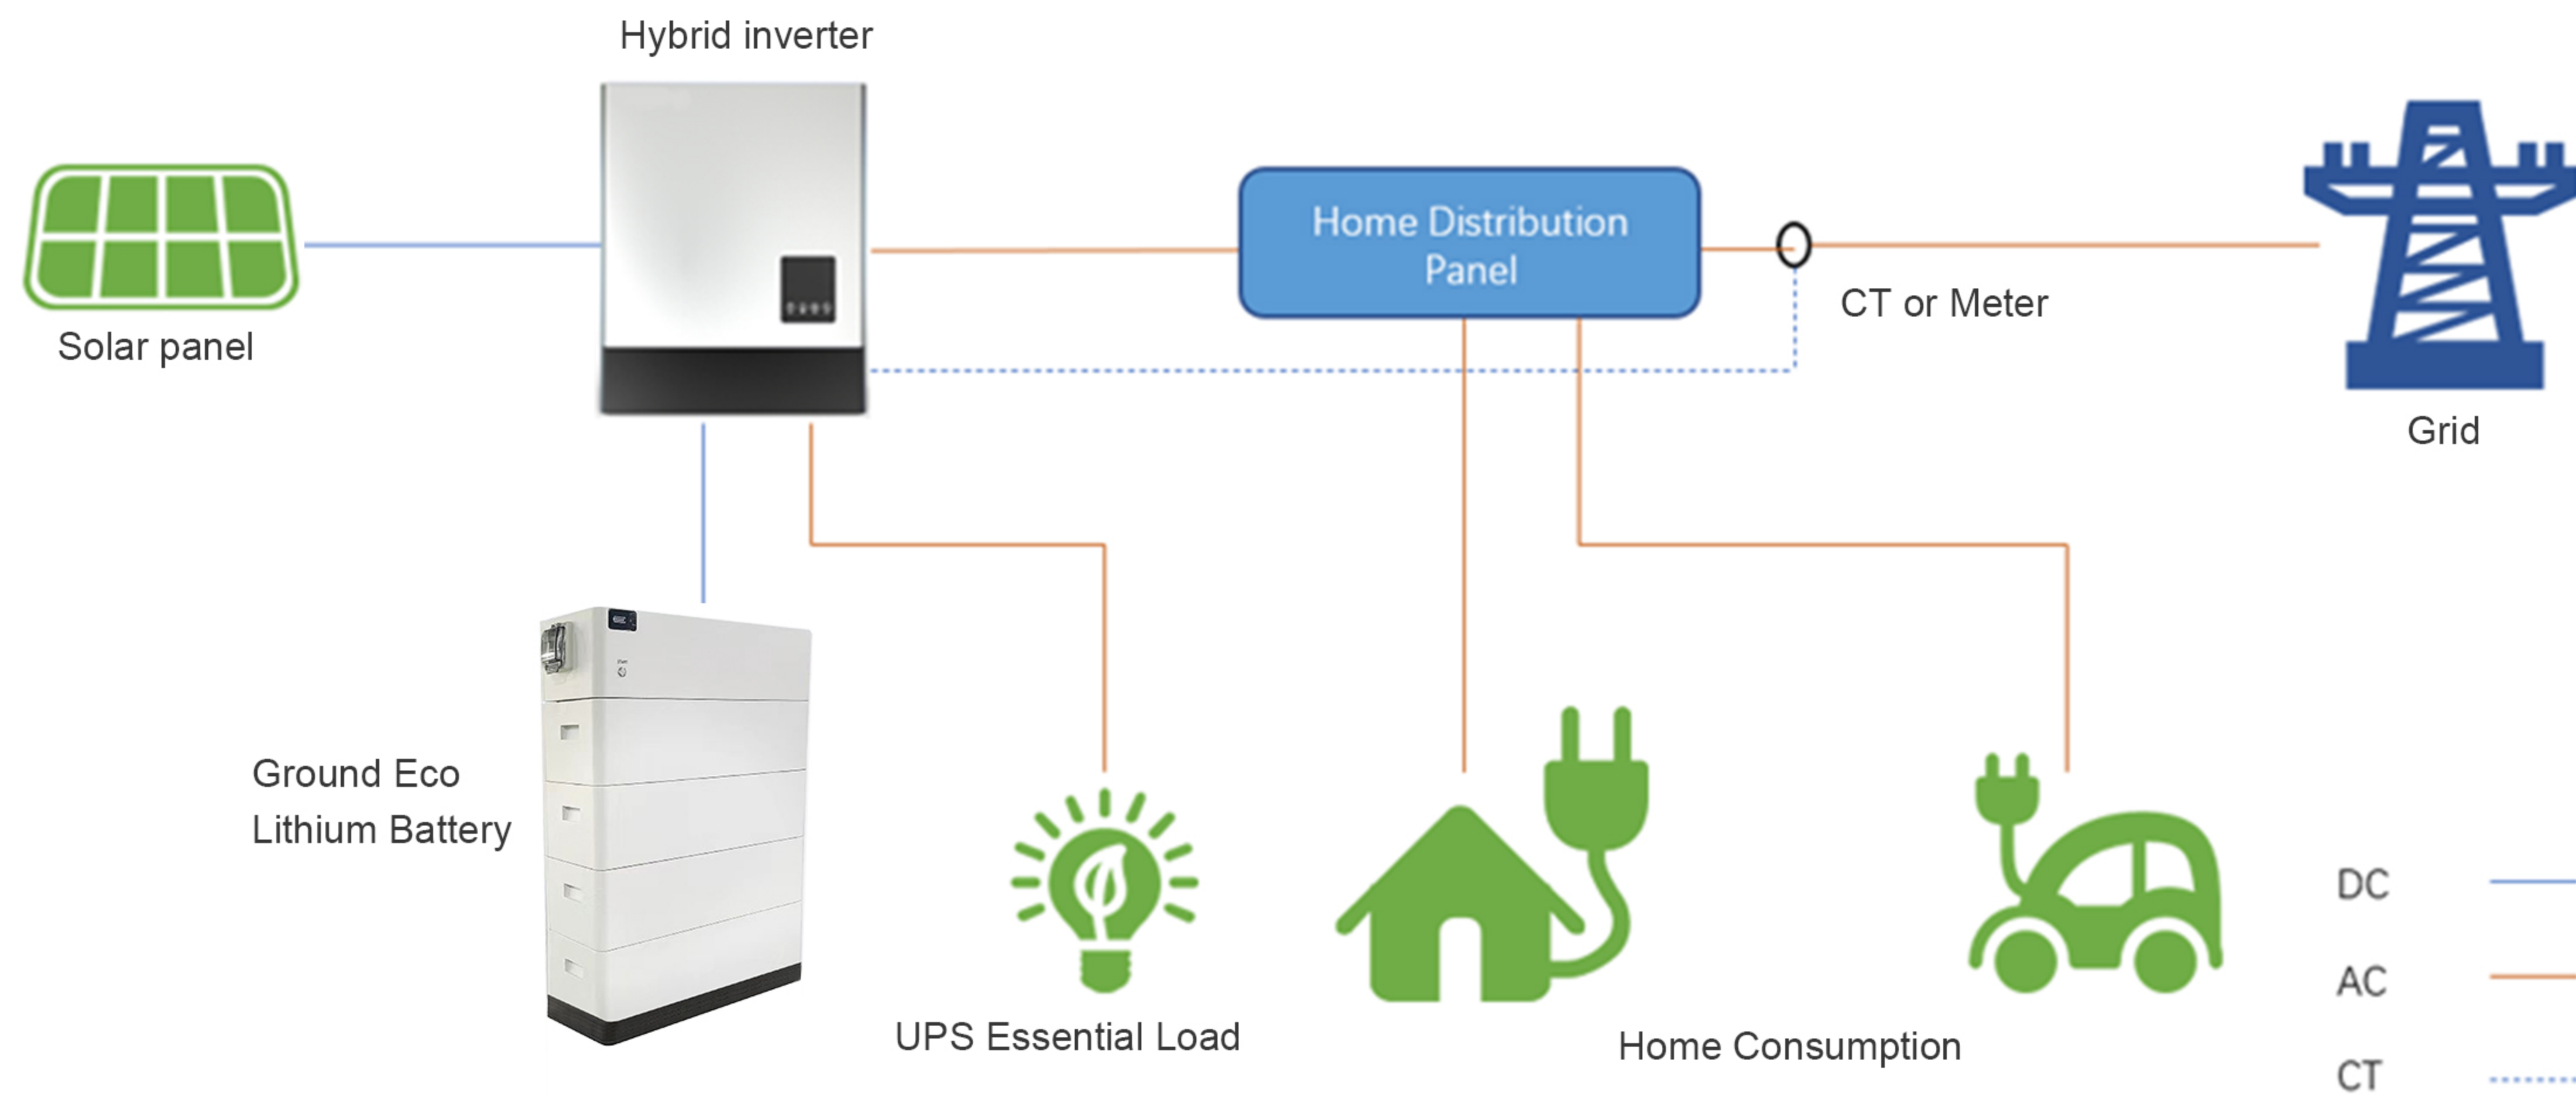 Hybrid inverter
Solar panel
Home Distribution
Panel
CT or Meter
Grid
Ground Eco
Lithium Battery
UPS Essential Load
Home Consumption
DC
AC
CT